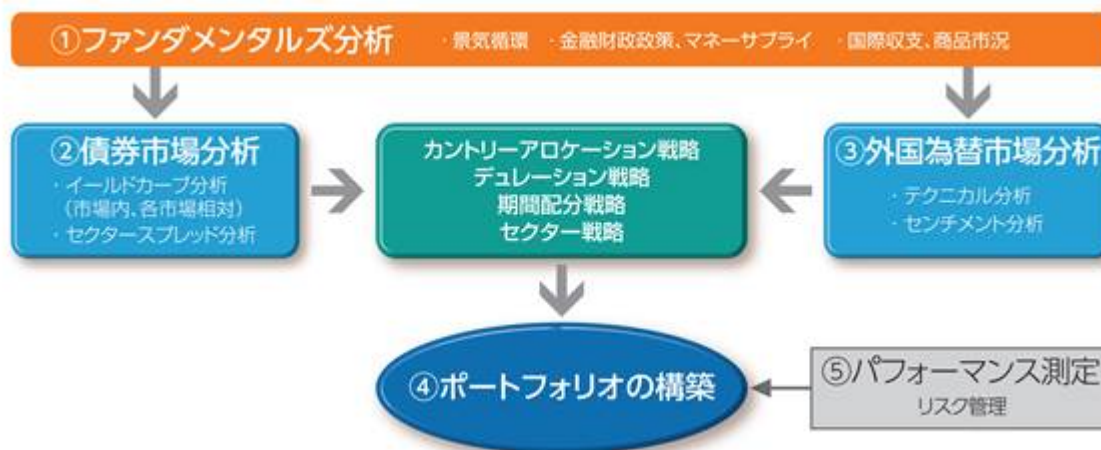 ①ファンダメンタルズ分析 ・景気循環 ・金融財政政策、マネーサプライ ・国際収支、商品市況
②債券市場分析
・イールドカーブ分析
（市場内、各市場相対）
・セクタースプレッド分析
カントリーアロケーション戦略
デュレーション戦略
期間配分戦略
セクター戦略
③外国為替市場分析
・テクニカル分析
・センチメント分析
④ポートフォリオの構築
⑤パフォーマンス測定
リスク管理